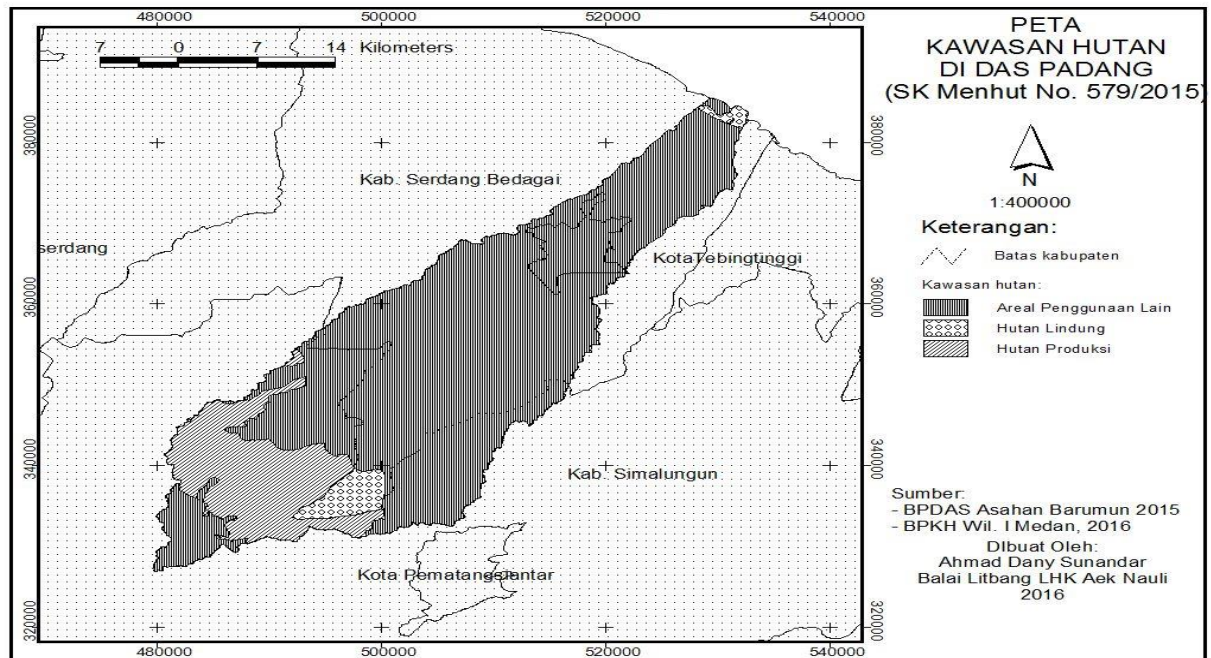 480000 500000 520000 540000
7 0 7 14 Kilometers
380000 380000
Kab. Serdang Bedagai
serdang
KotaTebingtinggi
360000 360000
340000 340000
Kab. Simalungun
Kota Pematang
320000 320000
480000 500000 520000 540000
PETA
KAWASAN HUTAN
DI DAS PADANG
(SK Menhut No. 579/2015)
N
1:400000
Keterangan:
Batas kabupaten
Kawasan hutan:
Areal Penggunaan Lain
Hutan Lindung
Hutan Produksi
Sumber:
- BPDAS Asahan Barumun 2015
- BPKH Wil. I Medan, 2016
DIbuat Oleh:
Ahmad Dany Sunandar
Balai Litbang LHK Aek Nauli
2016